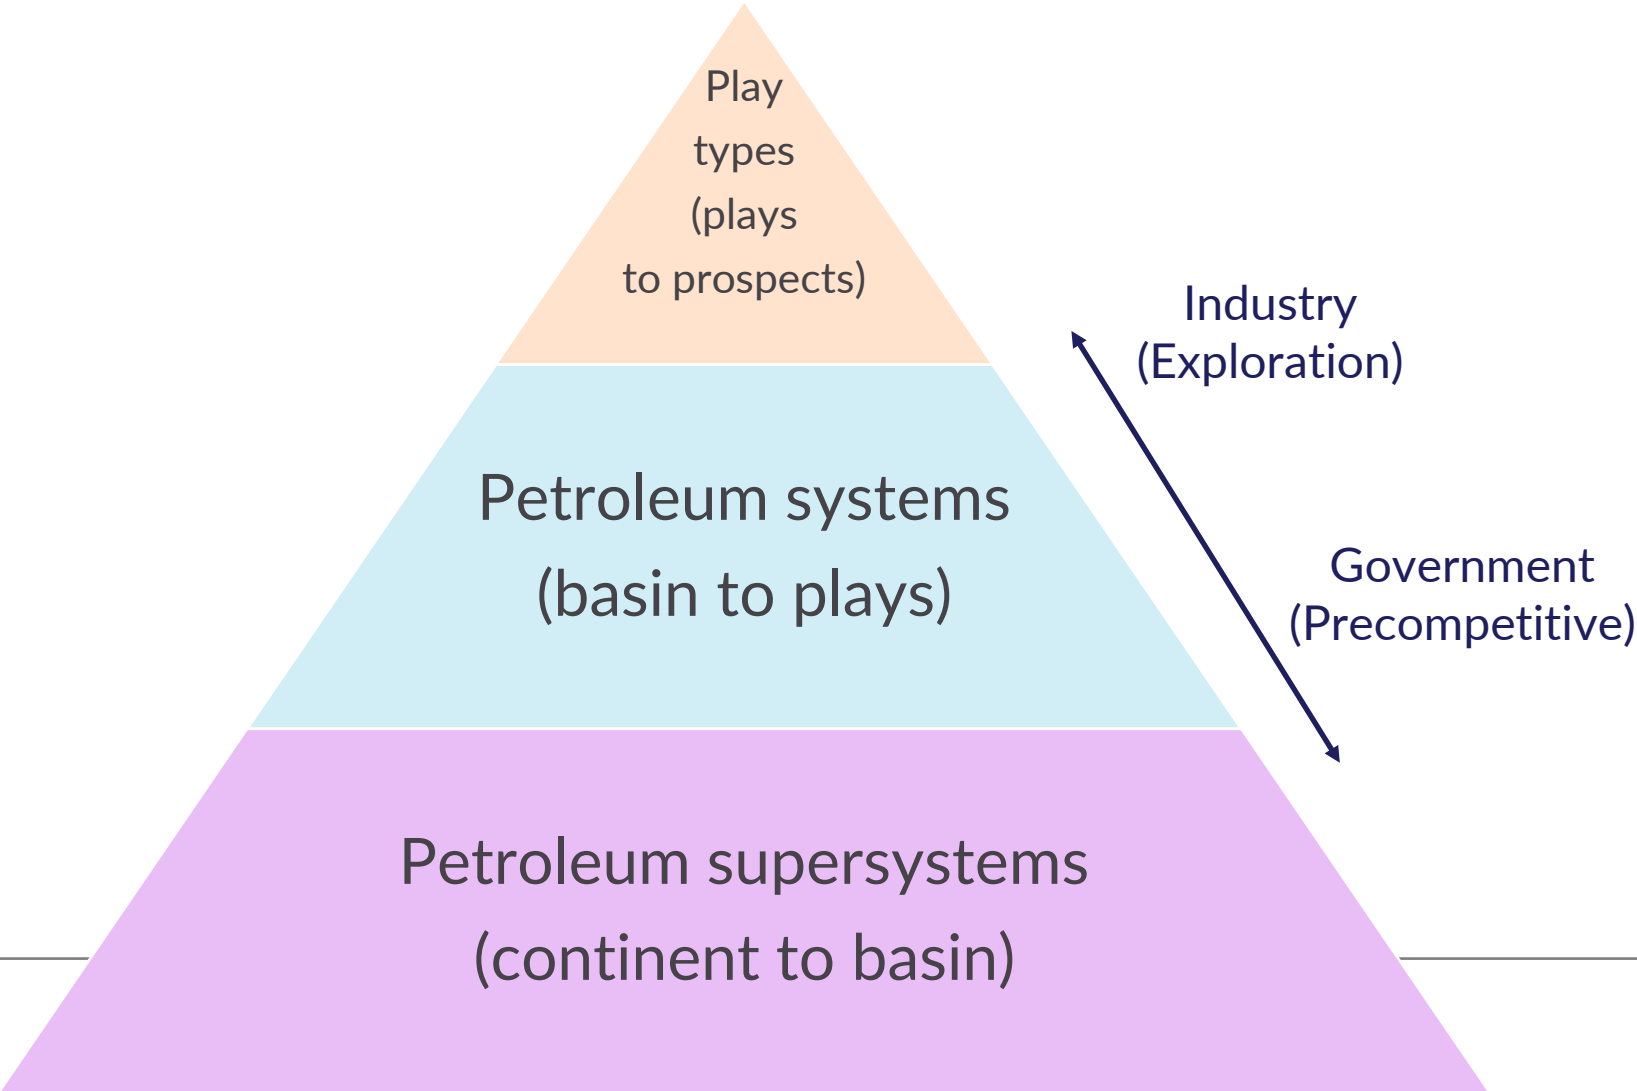 Play
types
(plays
to prospects)
Industry
(Exploration)
Petroleum systems
(basin to plays)
Government
(Precompetitive)
Petroleum supersystems
(continent to basin)